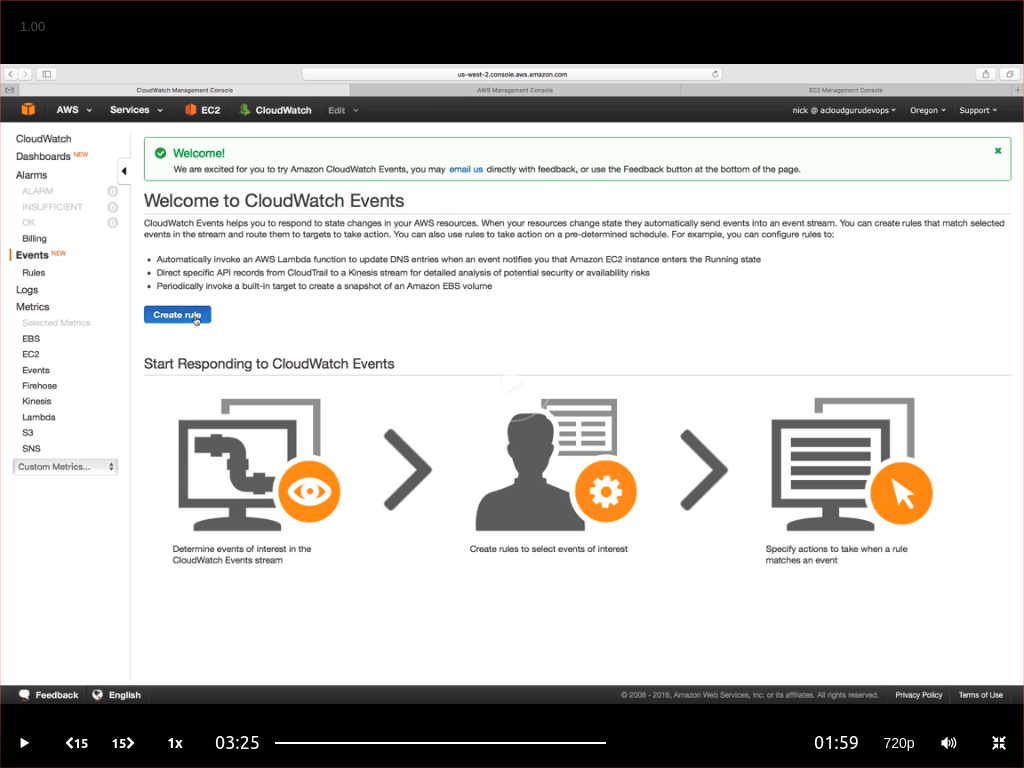 1.00
us-west-2.console.aws.amazon.com
CloudWatch Management Console
AWS Management Console
EC2 Management Console
AWS
Services
EC2
CloudWatch
Edit
nick @ acloudgurudevops
Oregon
Support
CloudWatch
Dashboards NEW
Alarms
ALARM 0
INSUFFICIENT 0
OK 0
Billing
Events NEW
Rules
Logs
Metrics
Selected Metrics
EBS
EC2
Events
Firehose
Kinesis
Lambda
S3
SNS
Custom Metrics...
Welcome!
We are excited for you to try Amazon CloudWatch Events, you may email us directly with feedback, or use the Feedback button at the bottom of the page.
Welcome to CloudWatch Events
CloudWatch Events helps you to respond to state changes in your AWS resources. When your resources change state they automatically send events into an event stream. You can create rules that match selected
events in the stream and route them to targets to take action. You can also use rules to take action on a pre-determined schedule. For example, you can configure rules to:
• Automatically invoke an AWS Lambda function to update DNS entries when an event notifies you that Amazon EC2 instance enters the Running state
• Direct specific API records from CloudTrail to a Kinesis stream for detailed analysis of potential security or availability risks
• Periodically invoke a built-in target to create a snapshot of an Amazon EBS volume
Create rule
Start Responding to CloudWatch Events
Determine events of interest in the
CloudWatch Events stream
Create rules to select events of interest
Specify actions to take when a rule
matches an event
Feedback
English
© 2008 - 2016, Amazon Web Services, Inc. or its affiliates. All rights reserved.
Privacy Policy
Terms of Use
15
15
1x
03:25
01:59
720p